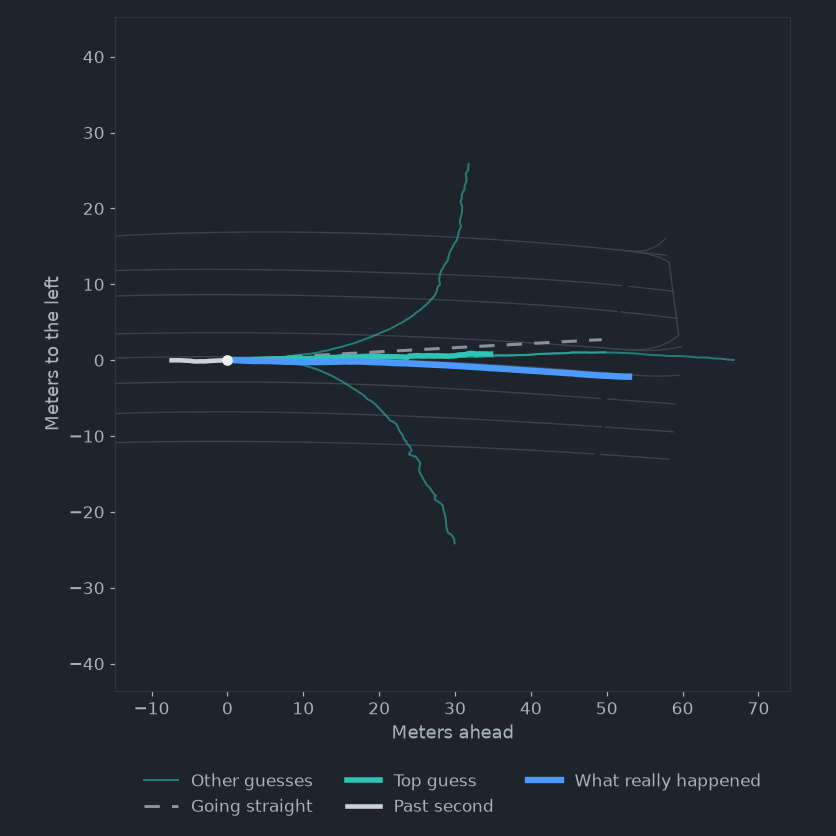 40
30
20
10
0
−10
−20
−30
−40
Meters to the left
−10 0 10 20 30 40 50 60 70
Meters ahead
Other guesses Top guess What really happened
Going straight Past second